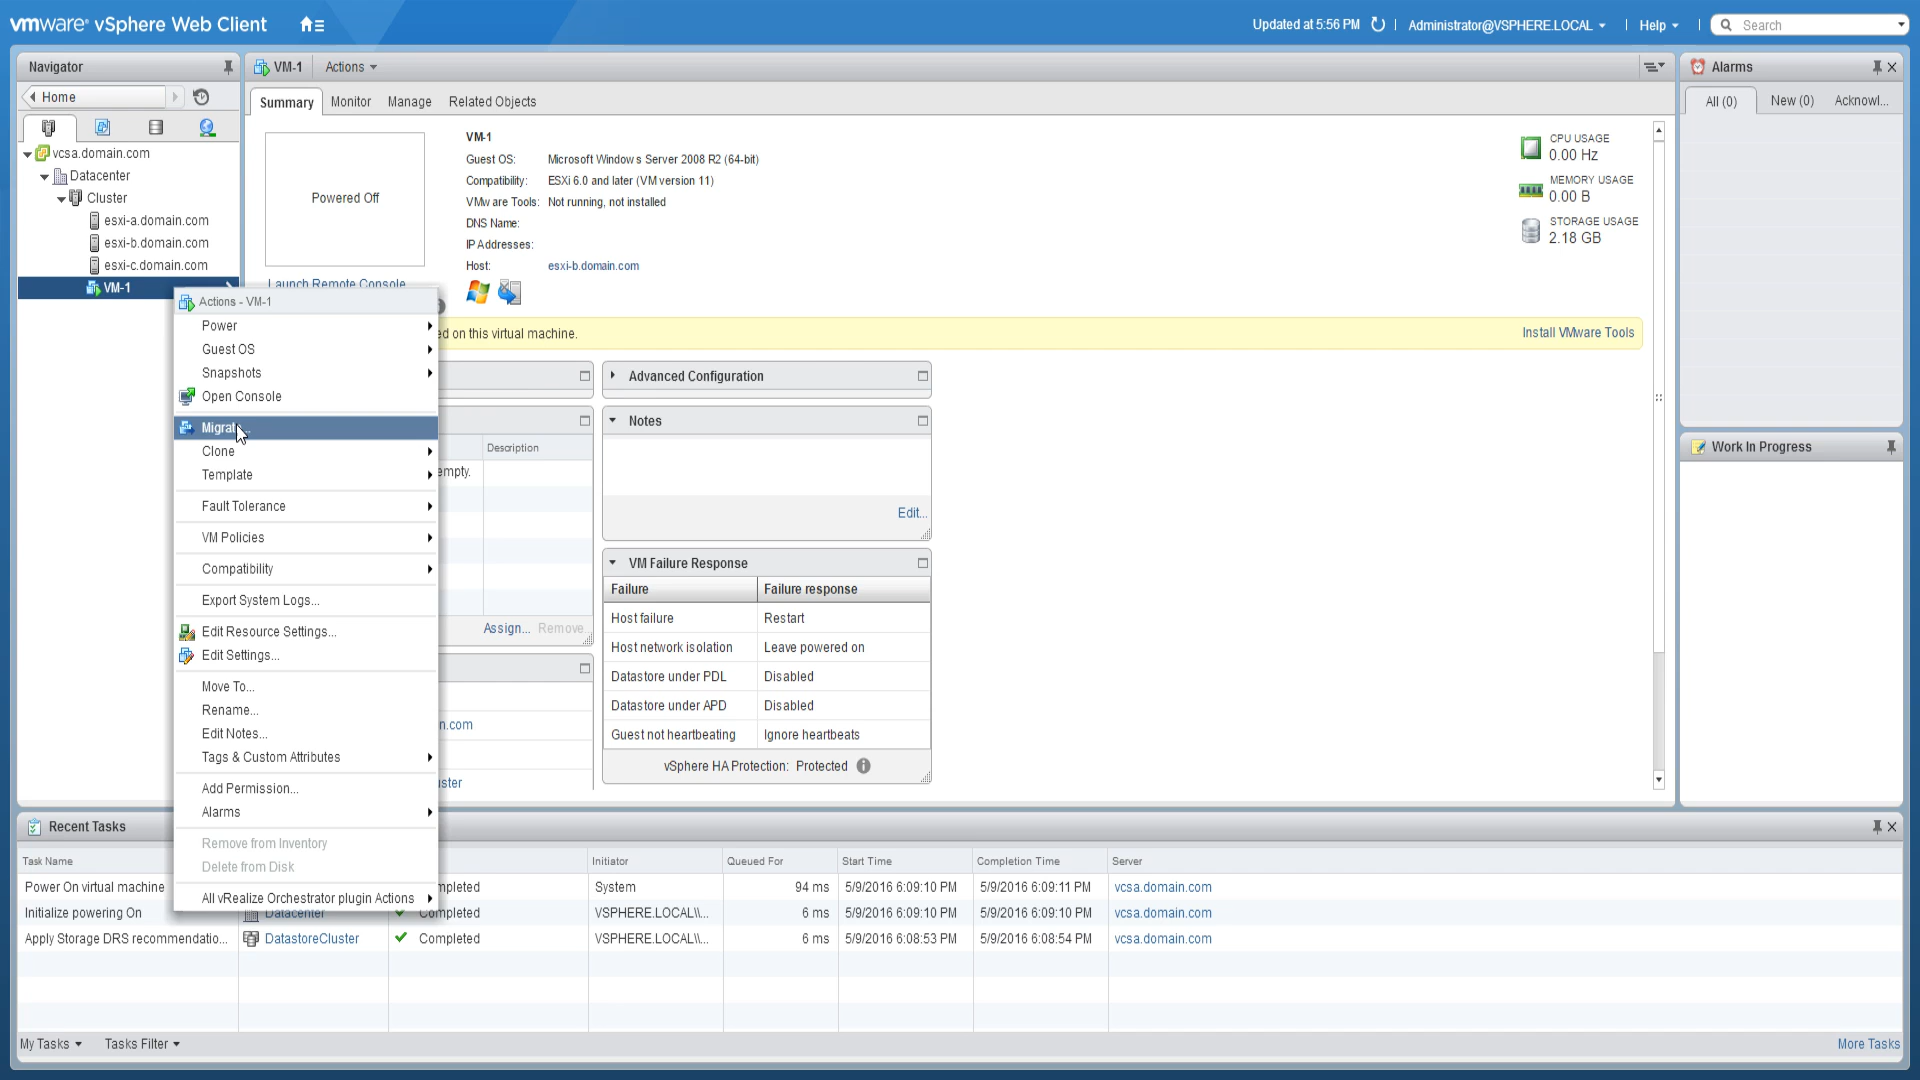 vmware® vSphere Web Client
Updated at 5:56 PM
Administrator@VSPHERE.LOCAL
Help
Search
Navigator
Home
vcsa.domain.com
Datacenter
Cluster
esxi-a.domain.com
esxi-b.domain.com
esxi-c.domain.com
VM-1
VM-1
Actions
Summary
Monitor
Manage
Related Objects
Powered Off
Launch Remote Console
VM-1
Guest OS: Microsoft Windows Server 2008 R2 (64-bit)
Compatibility: ESXi 6.0 and later (VM version 11)
VMware Tools: Not running, not installed
DNS Name:
IP Addresses:
Host: esxi-b.domain.com
CPU USAGE
0.00 Hz
MEMORY USAGE
0.00 B
STORAGE USAGE
2.18 GB
ed on this virtual machine.
Install VMware Tools
Actions - VM-1
Power
Guest OS
Snapshots
Open Console
Migrate...
Clone
Template
Fault Tolerance
VM Policies
Compatibility
Export System Logs...
Edit Resource Settings...
Edit Settings...
Move To...
Rename...
Edit Notes...
Tags & Custom Attributes
Add Permission...
Alarms
Remove from Inventory
Delete from Disk
All vRealize Orchestrator plugin Actions
Description
empty.
Assign... Remove
n.com
uster
Advanced Configuration
Notes
Edit...
VM Failure Response
Failure Failure response
Host failure Restart
Host network isolation Leave powered on
Datastore under PDL Disabled
Datastore under APD Disabled
Guest not heartbeating Ignore heartbeats
vSphere HA Protection: Protected
Alarms
All (0) New (0) Acknowl...
Work In Progress
Recent Tasks
Task Name Initiator Queued For Start Time Completion Time Server
Power On virtual machine mpleted System 94 ms 5/9/2016 6:09:10 PM 5/9/2016 6:09:11 PM vcsa.domain.com
Initialize powering On Datacenter Completed VSPHERE.LOCAL\\... 6 ms 5/9/2016 6:09:10 PM 5/9/2016 6:09:10 PM vcsa.domain.com
Apply Storage DRS recommendatio... DatastoreCluster Completed VSPHERE.LOCAL\\... 6 ms 5/9/2016 6:08:53 PM 5/9/2016 6:08:54 PM vcsa.domain.com
My Tasks Tasks Filter More Tasks